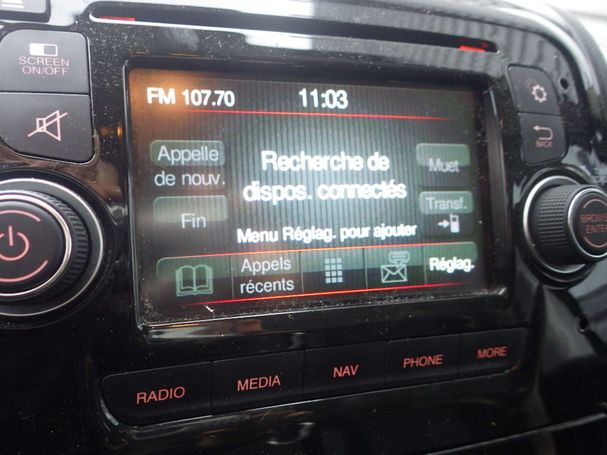 SCREEN
ON/OFF
FM 107.70 11:03
Appelle
de nouv.
Recherche de
dispos. connectés
Muet
Fin
Transf.
Menu Réglag. pour ajouter
Appels
récents
Réglag.
BACK
BROWSE
ENTER
RADIO MEDIA NAV PHONE MORE